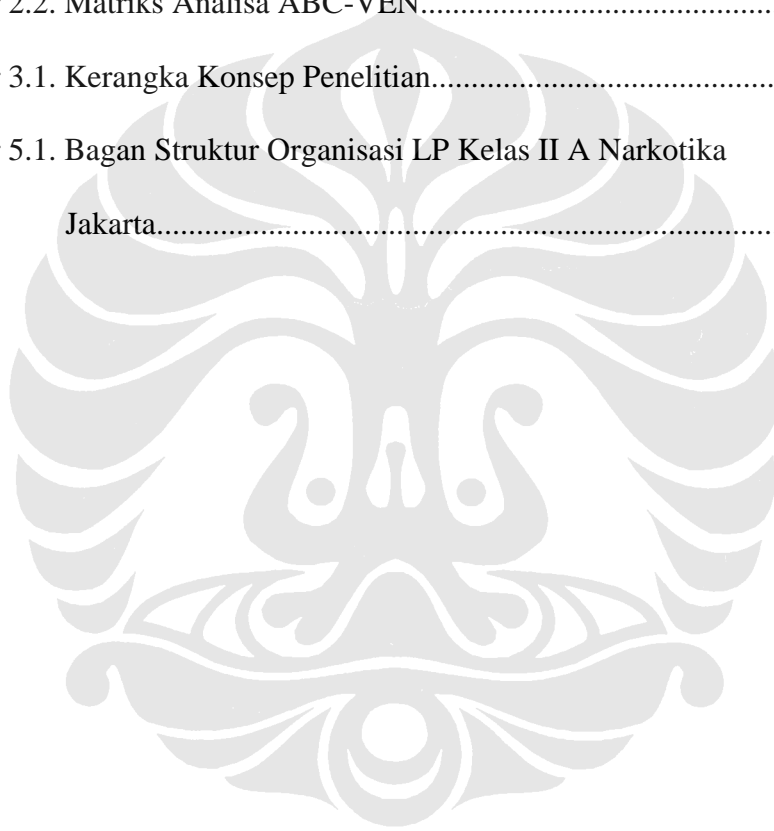 2.2. Matriks Analisa ABC-VEN........................................
3.1. Kerangka Konsep Penelitian.......................................
5.1. Bagan Struktur Organisasi LP Kelas II A Narkotika
Jakarta..............................................................................